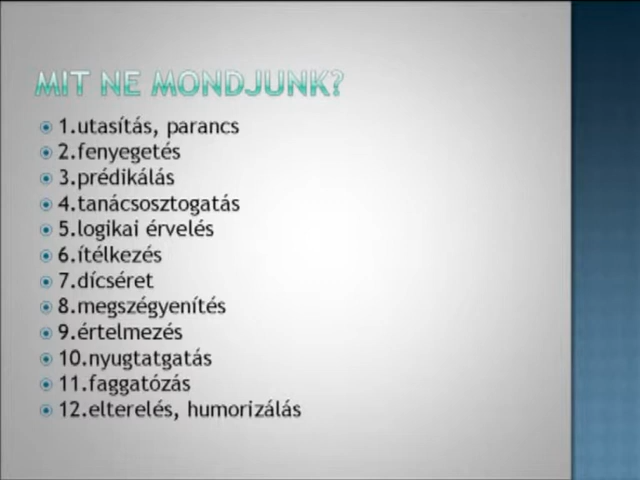 MIT NE MONDJUNK?
1.utasítás, parancs
2.fenyegetés
3.prédikálás
4.tanácsosztogatás
5.logikai érvelés
6.ítélkezés
7.dícséret
8.megszégyenítés
9.értelmezés
10.nyugtatgatás
11.faggatózás
12.elterelés, humorizálás